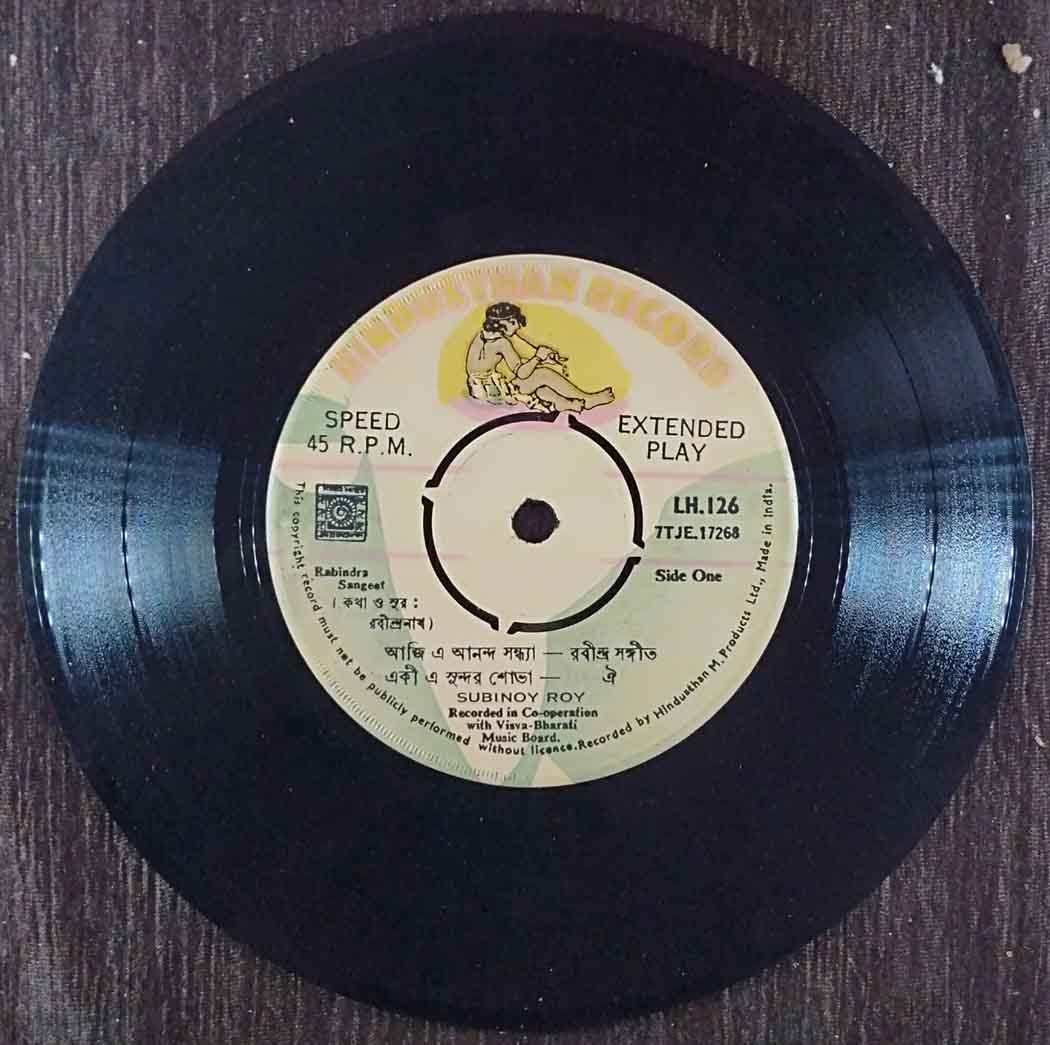 HINDUSTHAN RECORD
SPEED
45 R.P.M.
EXTENDED
PLAY
LH.126
7TJE.17268
Side One
Rabindra
Sangeet
( কথা ও সুর :
রবীন্দ্রনাথ )
আজি এ আনন্দ সন্ধ্যা — রবীন্দ্র সঙ্গীত
একী এ সুন্দর শোভা — ঐ
SUBINOY ROY
Recorded in Co-operation
with Visva-Bharati
Music Board.
This copyright record must not be publicly performed without licence. Recorded by Hindusthan M. Products Ltd., Made in India.